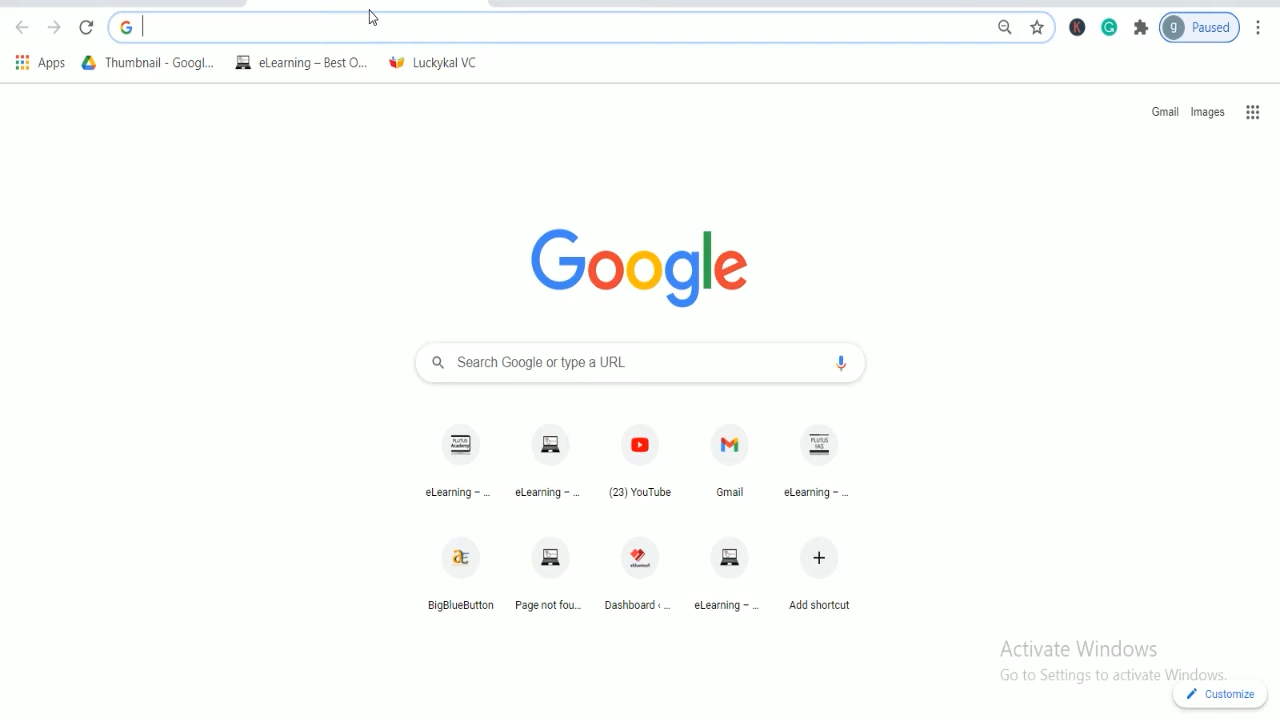 g Paused
Apps Thumbnail - Googl... eLearning – Best O... Luckykal VC
Gmail Images
Google
Search Google or type a URL
eLearning – ... eLearning – ... (23) YouTube Gmail eLearning – ...
BigBlueButton Page not fou... Dashboard ‹ ... eLearning – ... Add shortcut
Activate Windows
Go to Settings to activate Windows.
Customize